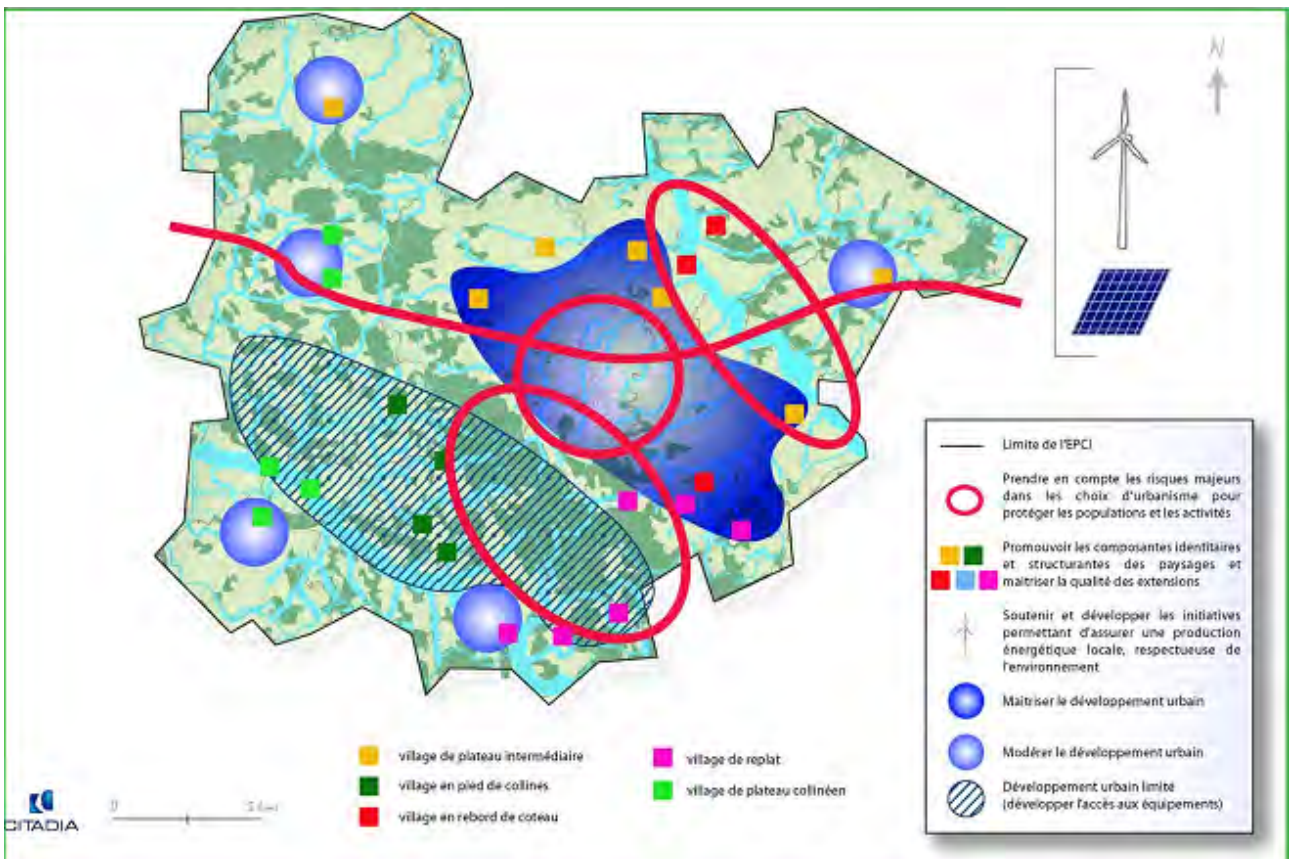 N
Limite de l'EPCI
Prendre en compte les risques majeurs
dans les choix d'urbanisme pour
protéger les populations et les activités
Promouvoir les composantes identitaires
et structurantes des paysages et
maitriser la qualité des extensions
Soutenir et développer les initiatives
permettant d'assurer une production
énergétique locale, respectueuse de
l'environnement
Maîtriser le développement urbain
Modérer le développement urbain
Développement urbain limité
(développer l'accès aux équipements)
village de plateau intermédiaire
village en pied de collines
village en rebord de coteau
village de replat
village de plateau collinéen
CITADIA
0